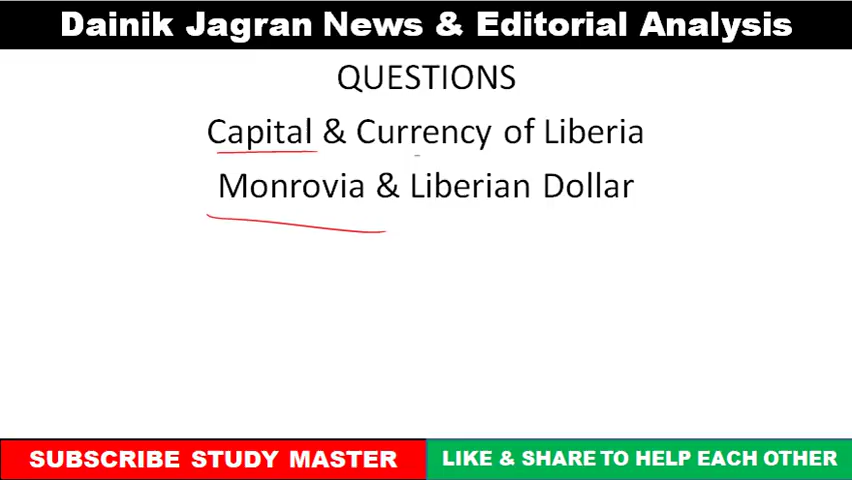 Dainik Jagran News & Editorial Analysis
QUESTIONS
Capital & Currency of Liberia
Monrovia & Liberian Dollar
SUBSCRIBE STUDY MASTER
LIKE & SHARE TO HELP EACH OTHER